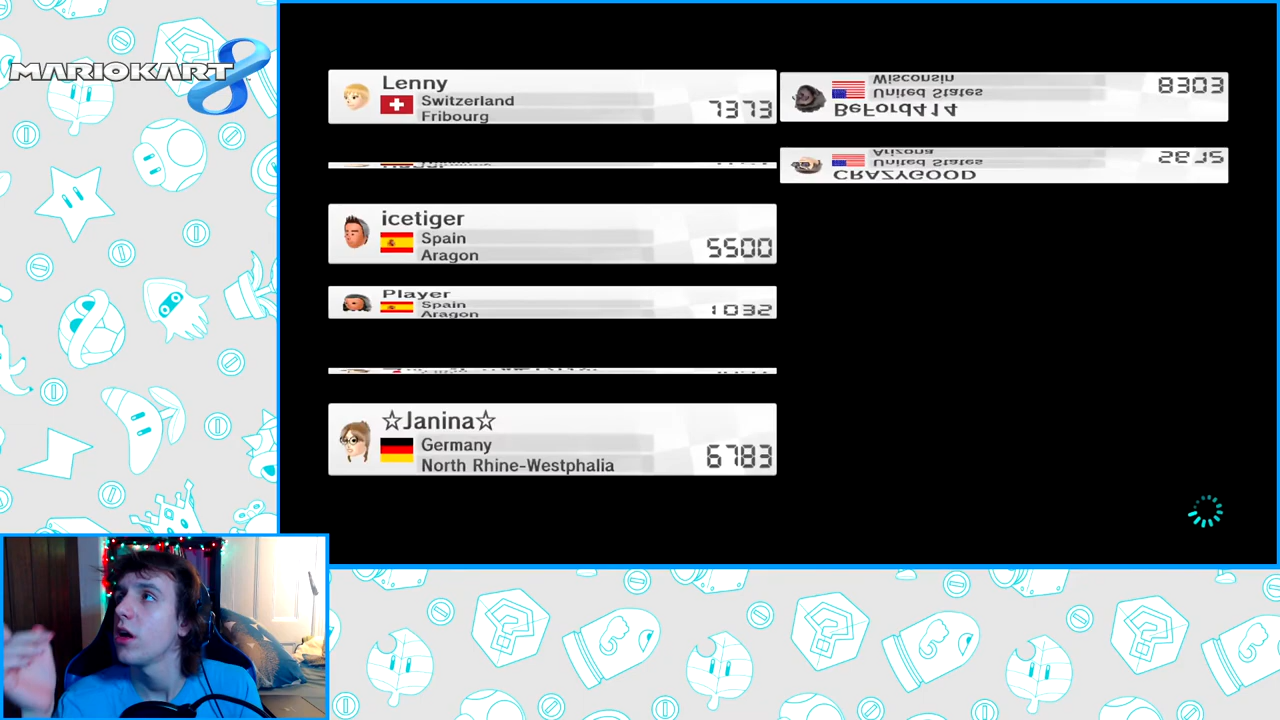 MARIOKART 8
Lenny
Switzerland
Fribourg
7373
icetiger
Spain
Aragon
5500
Player
Spain
Aragon
1032
☆Janina☆
Germany
North Rhine-Westphalia
6783
Wisconsin
United States
BeFord414
8303
Arizona
United States
CRAZYGOOD